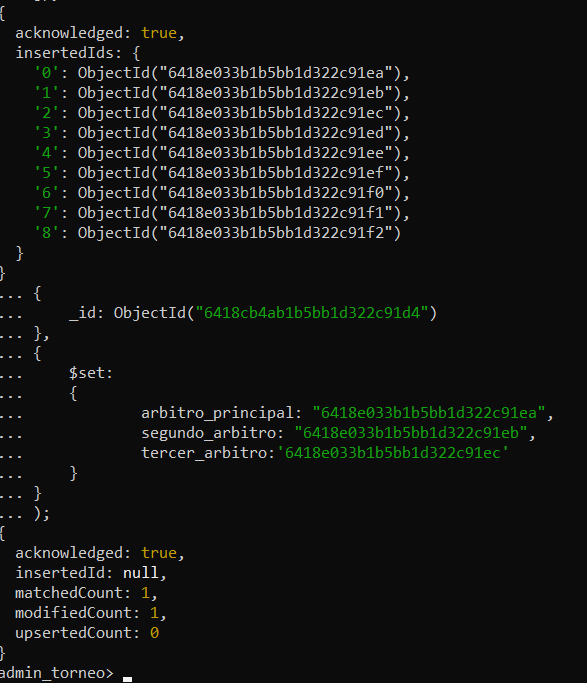 {
  acknowledged: true,
  insertedIds: {
    '0': ObjectId("6418e033b1b5bb1d322c91ea"),
    '1': ObjectId("6418e033b1b5bb1d322c91eb"),
    '2': ObjectId("6418e033b1b5bb1d322c91ec"),
    '3': ObjectId("6418e033b1b5bb1d322c91ed"),
    '4': ObjectId("6418e033b1b5bb1d322c91ee"),
    '5': ObjectId("6418e033b1b5bb1d322c91ef"),
    '6': ObjectId("6418e033b1b5bb1d322c91f0"),
    '7': ObjectId("6418e033b1b5bb1d322c91f1"),
    '8': ObjectId("6418e033b1b5bb1d322c91f2")
  }
}
... {
...     _id: ObjectId("6418cb4ab1b5bb1d322c91d4")
... },
... {
...     $set:
...     {
...             arbitro_principal: "6418e033b1b5bb1d322c91ea",
...             segundo_arbitro: "6418e033b1b5bb1d322c91eb",
...             tercer_arbitro:'6418e033b1b5bb1d322c91ec'
...     }
... }
... );
{
  acknowledged: true,
  insertedId: null,
  matchedCount: 1,
  modifiedCount: 1,
  upsertedCount: 0
}
admin_torneo>